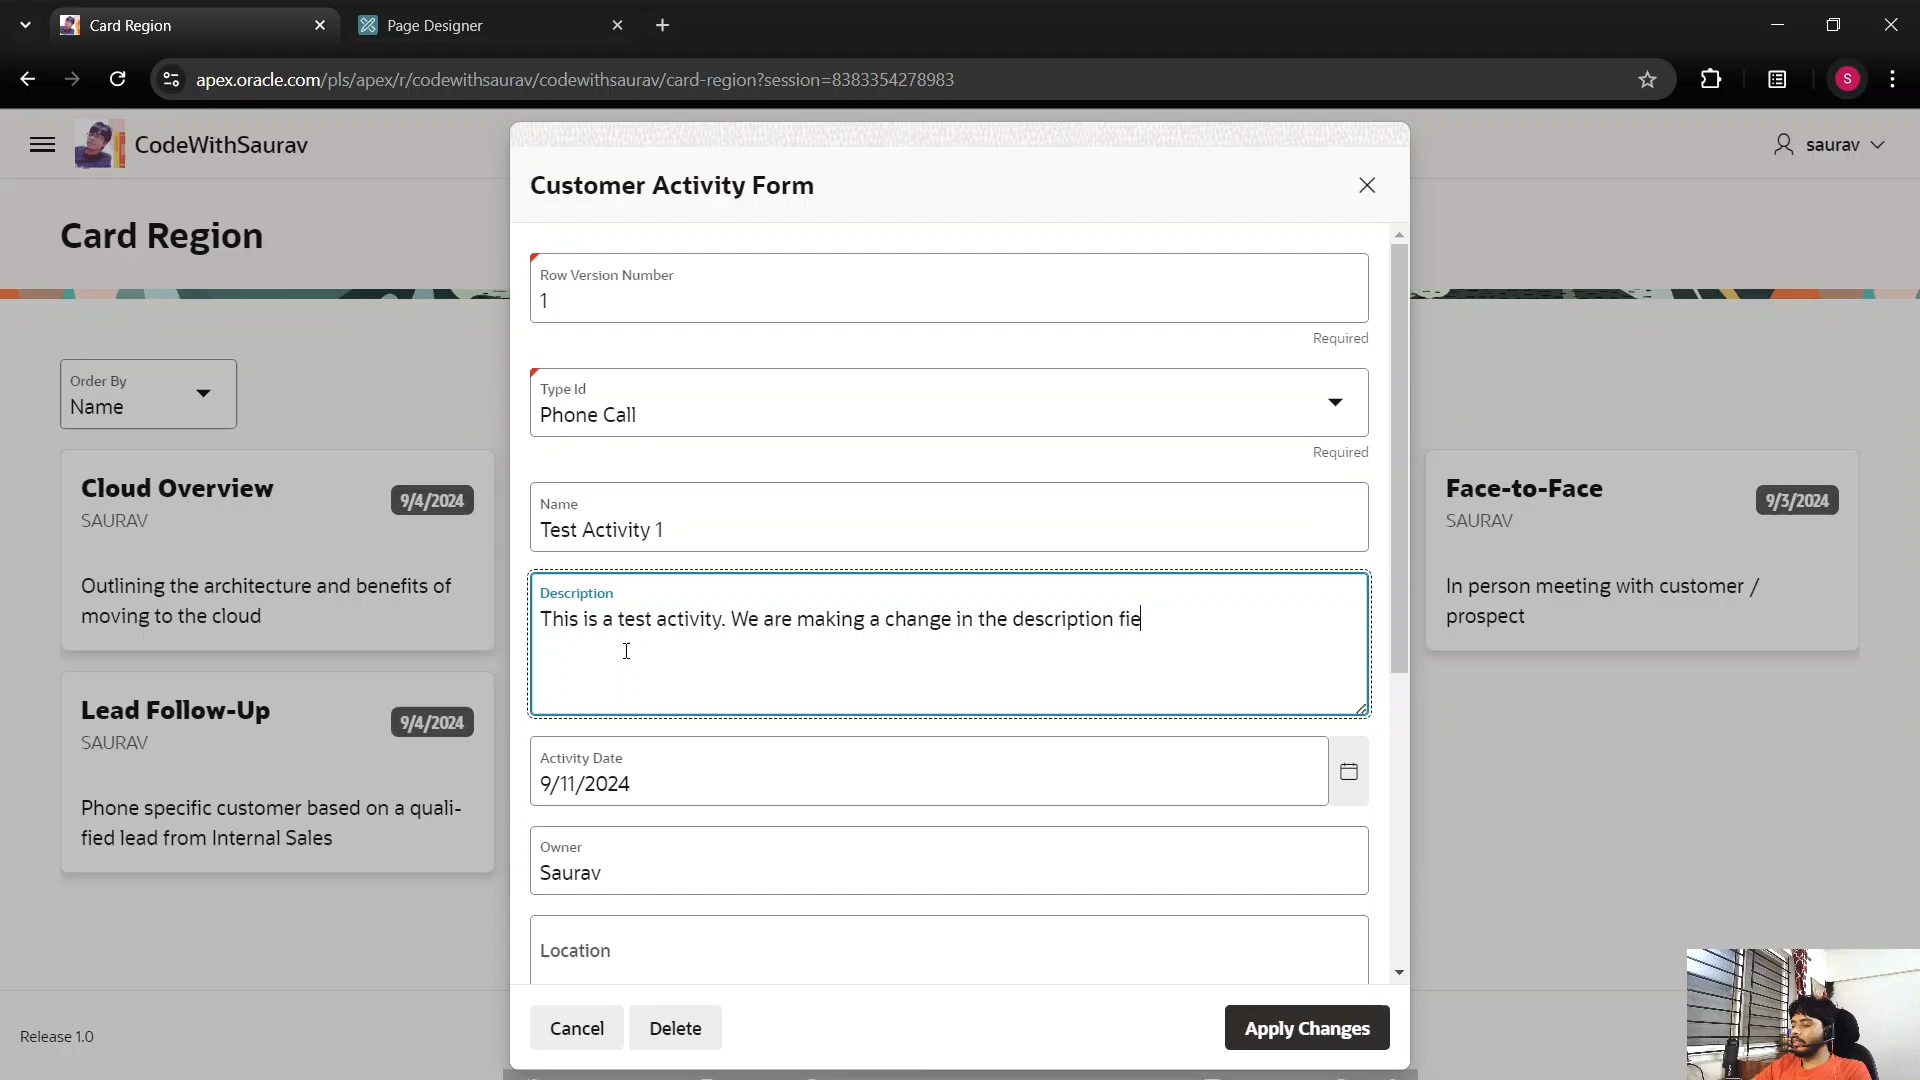 Card Region
Page Designer
apex.oracle.com/pls/apex/r/codewithsaurav/codewithsaurav/card-region?session=8383354278983
S
CodeWithSaurav
saurav
Card Region
Order By
Name
Cloud Overview
9/4/2024
SAURAV
Outlining the architecture and benefits of
moving to the cloud
Lead Follow-Up
9/4/2024
SAURAV
Phone specific customer based on a quali-
fied lead from Internal Sales
Customer Activity Form
Row Version Number
1
Required
Type Id
Phone Call
Required
Name
Test Activity 1
Description
This is a test activity. We are making a change in the description fie
Activity Date
9/11/2024
Owner
Saurav
Location
Cancel
Delete
Apply Changes
Face-to-Face
9/3/2024
SAURAV
In person meeting with customer /
prospect
Release 1.0